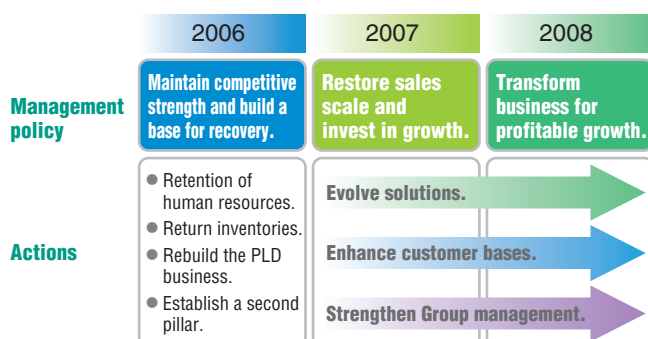 2006
2007
2008
Management
policy
Maintain competitive
strength and build a
base for recovery.
Restore sales
scale and
invest in growth.
Transform
business for
profitable growth.
Actions
● Retention of
human resources.
● Return inventories.
● Rebuild the PLD
business.
● Establish a second
pillar.
Evolve solutions.
Enhance customer bases.
Strengthen Group management.